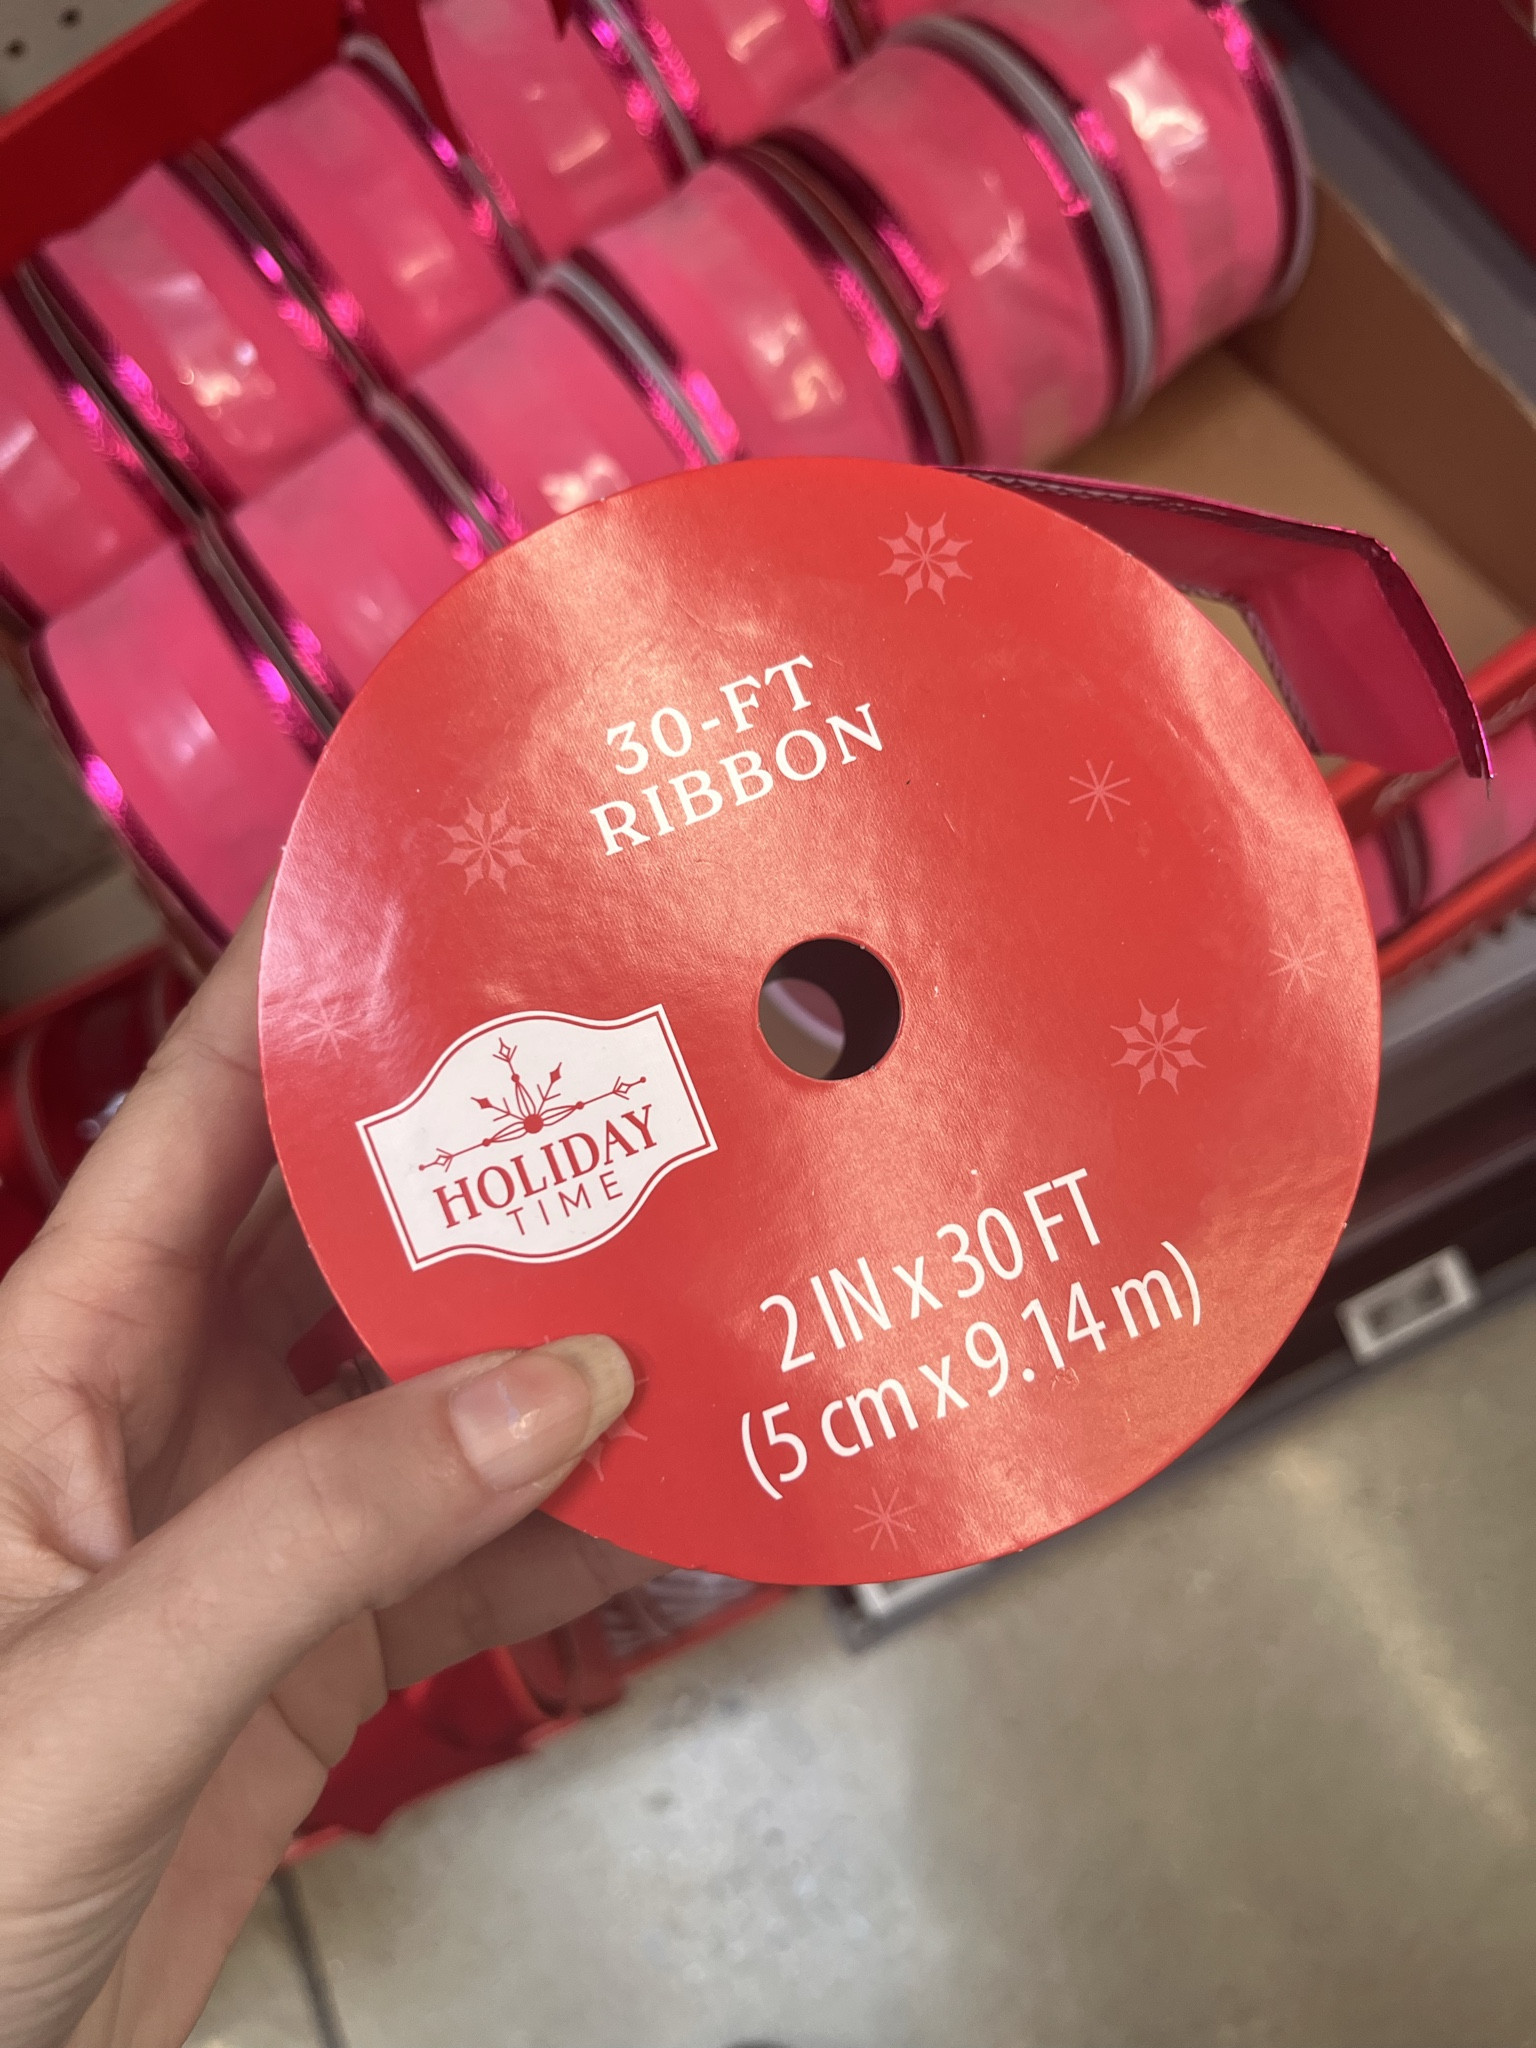 30-FT
RIBBON
HOLIDAY
TIME
2 IN x 30 FT
(5 cm x 9.14 m)